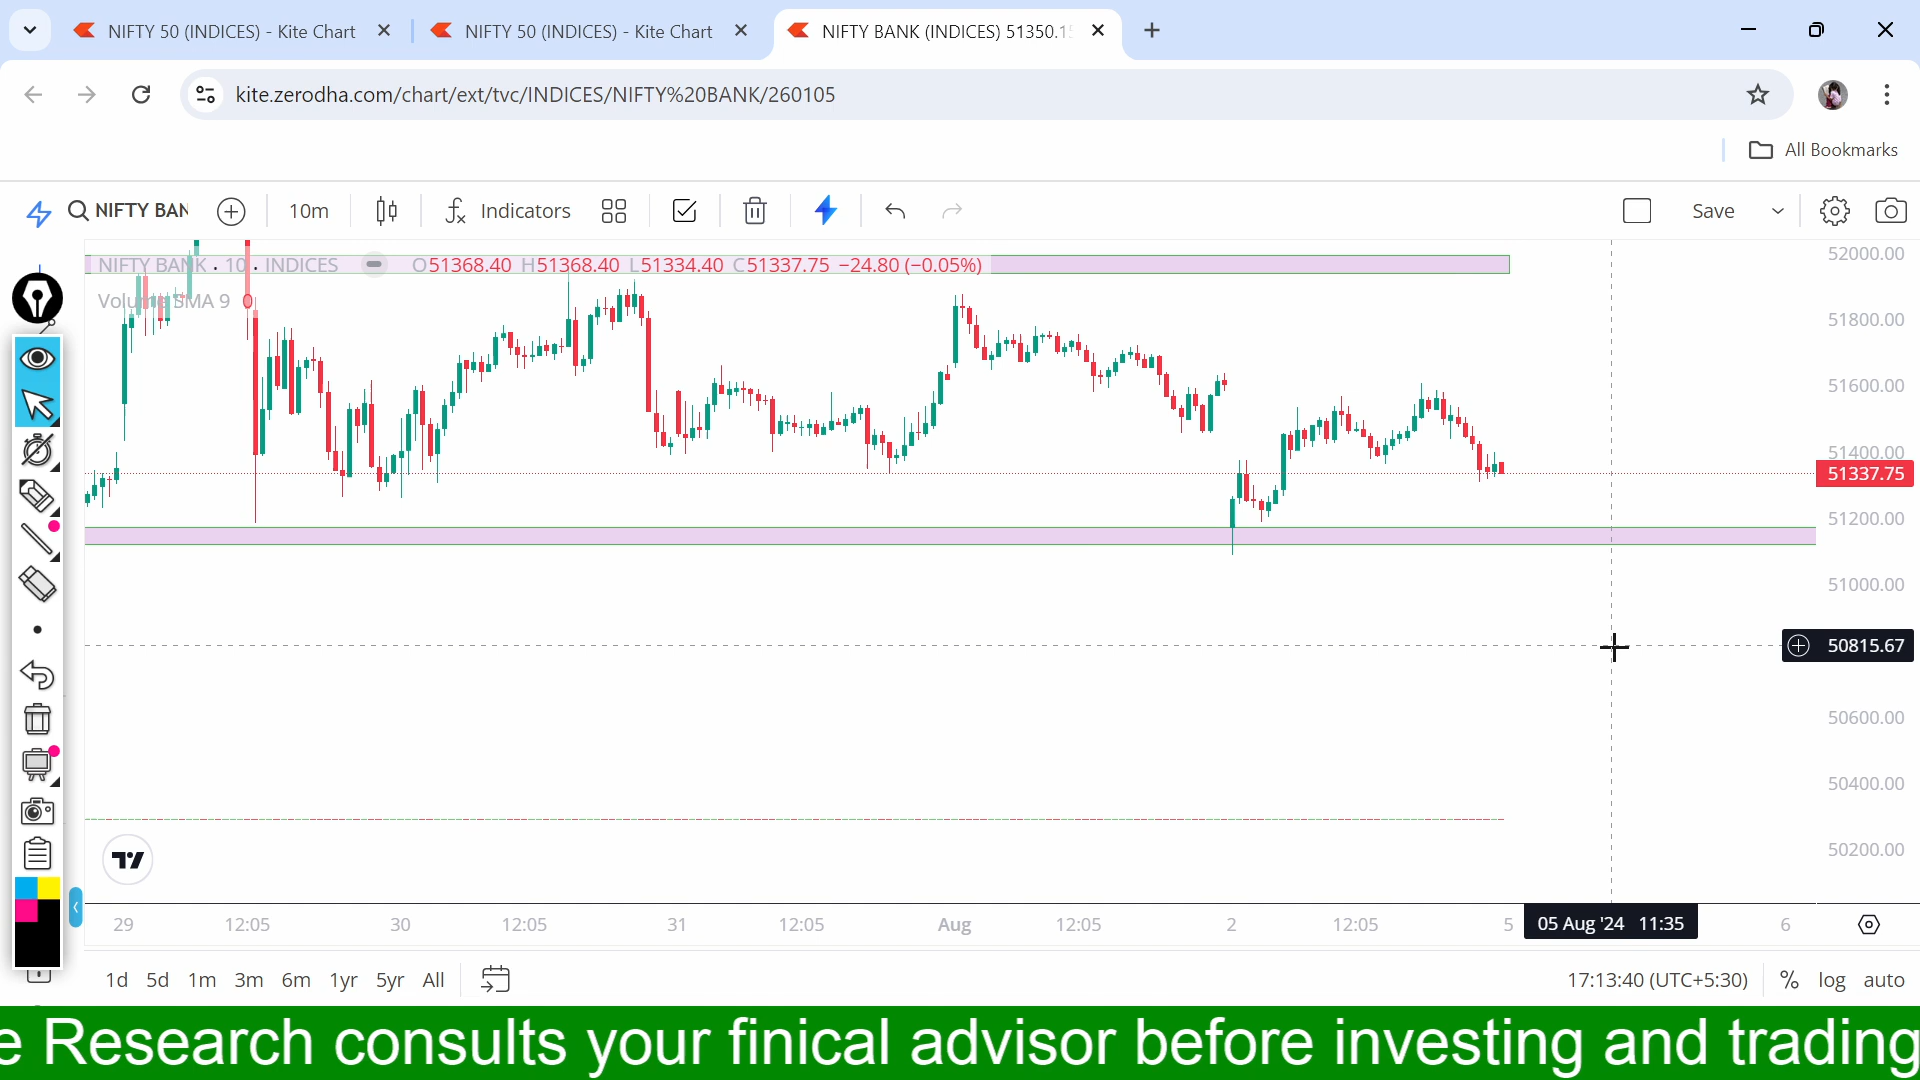 NIFTY 50 (INDICES) - Kite Chart
NIFTY 50 (INDICES) - Kite Chart
NIFTY BANK (INDICES) 51350.15
kite.zerodha.com/chart/ext/tvc/INDICES/NIFTY%20BANK/260105
All Bookmarks
NIFTY BAN
10m
Indicators
Save
NIFTY BANK · 10 · INDICES O51368.40 H51368.40 L51334.40 C51337.75 −24.80 (−0.05%)
Volume SMA 9 0
52000.00
51800.00
51600.00
51400.00
51337.75
51200.00
51000.00
50815.67
50600.00
50400.00
50200.00
29 12:05 30 12:05 31 12:05 Aug 12:05 2 12:05 5 05 Aug '24 11:35 6
1d 5d 1m 3m 6m 1yr 5yr All 17:13:40 (UTC+5:30) % log auto
e Research consults your finical advisor before investing and trading